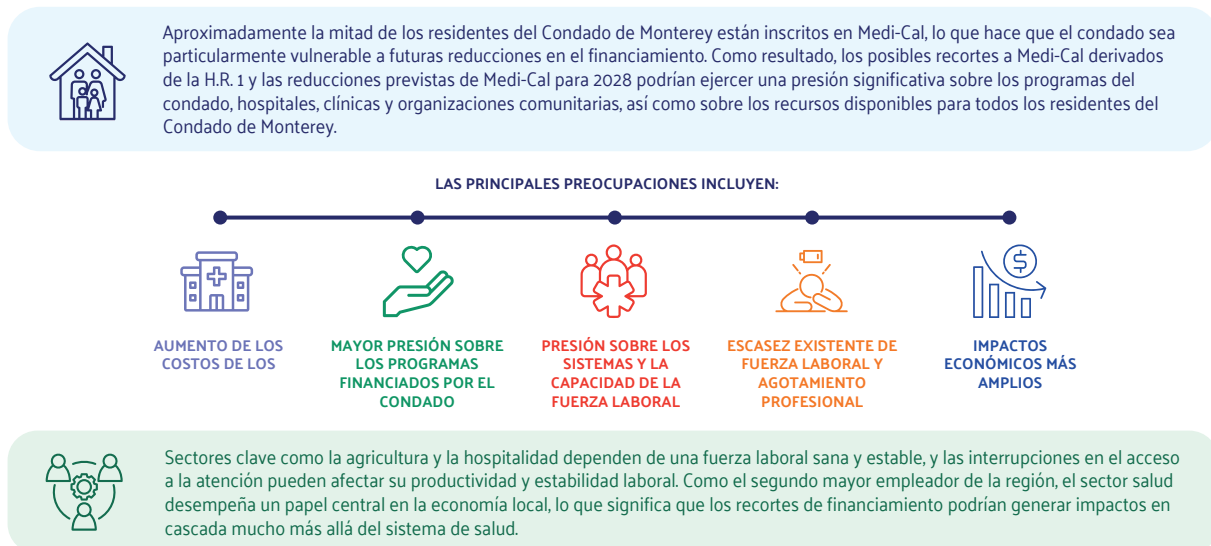 Aproximadamente la mitad de los residentes del Condado de Monterey están inscritos en Medi-Cal, lo que hace que el condado sea
particularmente vulnerable a futuras reducciones en el financiamiento. Como resultado, los posibles recortes a Medi-Cal derivados
de la H.R. 1 y las reducciones previstas de Medi-Cal para 2028 podrían ejercer una presión significativa sobre los programas del
condado, hospitales, clínicas y organizaciones comunitarias, así como sobre los recursos disponibles para todos los residentes del
Condado de Monterey.
LAS PRINCIPALES PREOCUPACIONES INCLUYEN:
$
AUMENTO DE LOS
COSTOS DE LOS
MAYOR PRESIÓN SOBRE
LOS PROGRAMAS
FINANCIADOS POR EL
CONDADO
PRESIÓN SOBRE LOS
SISTEMAS Y LA
CAPACIDAD DE LA
FUERZA LABORAL
ESCASEZ EXISTENTE DE
FUERZA LABORAL Y
AGOTAMIENTO
PROFESIONAL
IMPACTOS
ECONÓMICOS MÁS
AMPLIOS
Sectores clave como la agricultura y la hospitalidad dependen de una fuerza laboral sana y estable, y las interrupciones en el acceso
a la atención pueden afectar su productividad y estabilidad laboral. Como el segundo mayor empleador de la región, el sector salud
desempeña un papel central en la economía local, lo que significa que los recortes de financiamiento podrían generar impactos en
cascada mucho más allá del sistema de salud.